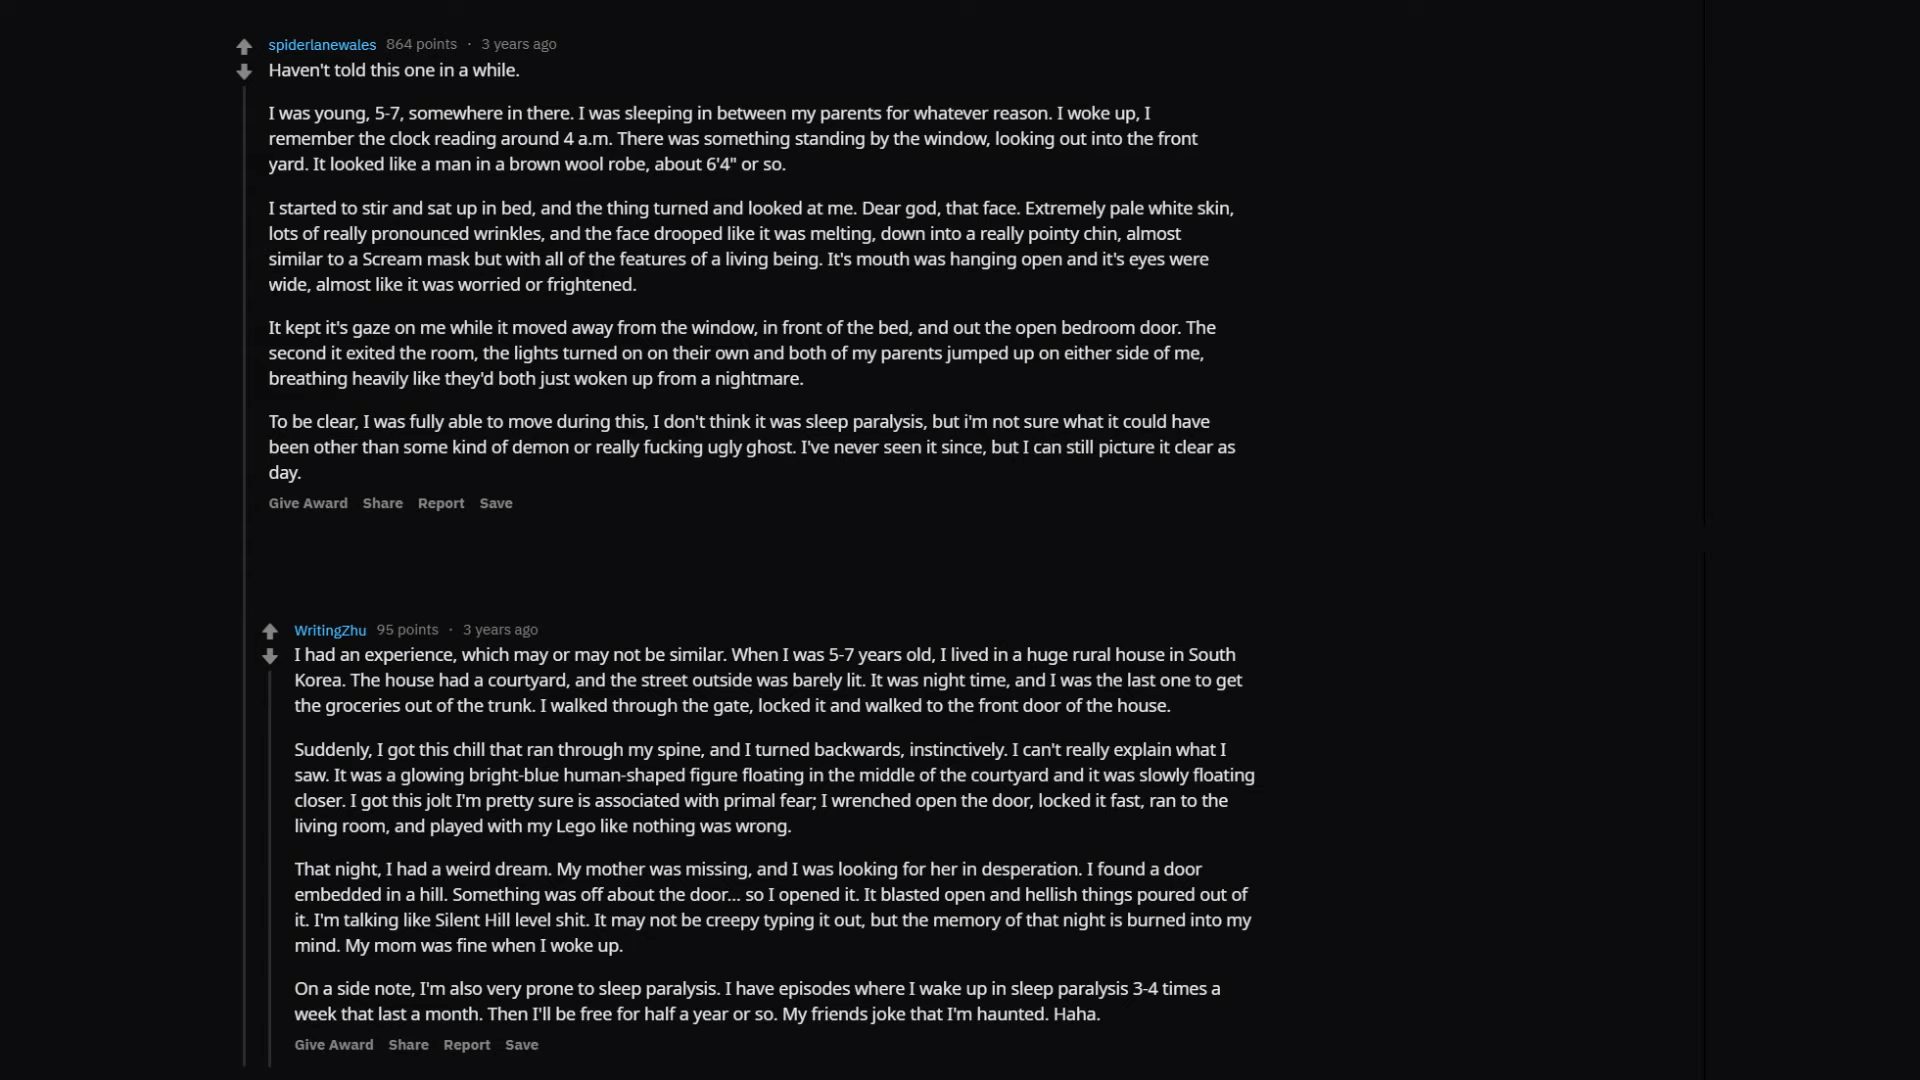 spiderlanewales 864 points · 3 years ago
Haven't told this one in a while.
I was young, 5-7, somewhere in there. I was sleeping in between my parents for whatever reason. I woke up, I
remember the clock reading around 4 a.m. There was something standing by the window, looking out into the front
yard. It looked like a man in a brown wool robe, about 6'4" or so.
I started to stir and sat up in bed, and the thing turned and looked at me. Dear god, that face. Extremely pale white skin,
lots of really pronounced wrinkles, and the face drooped like it was melting, down into a really pointy chin, almost
similar to a Scream mask but with all of the features of a living being. It's mouth was hanging open and it's eyes were
wide, almost like it was worried or frightened.
It kept it's gaze on me while it moved away from the window, in front of the bed, and out the open bedroom door. The
second it exited the room, the lights turned on on their own and both of my parents jumped up on either side of me,
breathing heavily like they'd both just woken up from a nightmare.
To be clear, I was fully able to move during this, I don't think it was sleep paralysis, but i'm not sure what it could have
been other than some kind of demon or really fucking ugly ghost. I've never seen it since, but I can still picture it clear as
day.
Give Award Share Report Save
WritingZhu 95 points · 3 years ago
I had an experience, which may or may not be similar. When I was 5-7 years old, I lived in a huge rural house in South
Korea. The house had a courtyard, and the street outside was barely lit. It was night time, and I was the last one to get
the groceries out of the trunk. I walked through the gate, locked it and walked to the front door of the house.
Suddenly, I got this chill that ran through my spine, and I turned backwards, instinctively. I can't really explain what I
saw. It was a glowing bright-blue human-shaped figure floating in the middle of the courtyard and it was slowly floating
closer. I got this jolt I'm pretty sure is associated with primal fear; I wrenched open the door, locked it fast, ran to the
living room, and played with my Lego like nothing was wrong.
That night, I had a weird dream. My mother was missing, and I was looking for her in desperation. I found a door
embedded in a hill. Something was off about the door... so I opened it. It blasted open and hellish things poured out of
it. I'm talking like Silent Hill level shit. It may not be creepy typing it out, but the memory of that night is burned into my
mind. My mom was fine when I woke up.
On a side note, I'm also very prone to sleep paralysis. I have episodes where I wake up in sleep paralysis 3-4 times a
week that last a month. Then I'll be free for half a year or so. My friends joke that I'm haunted. Haha.
Give Award Share Report Save